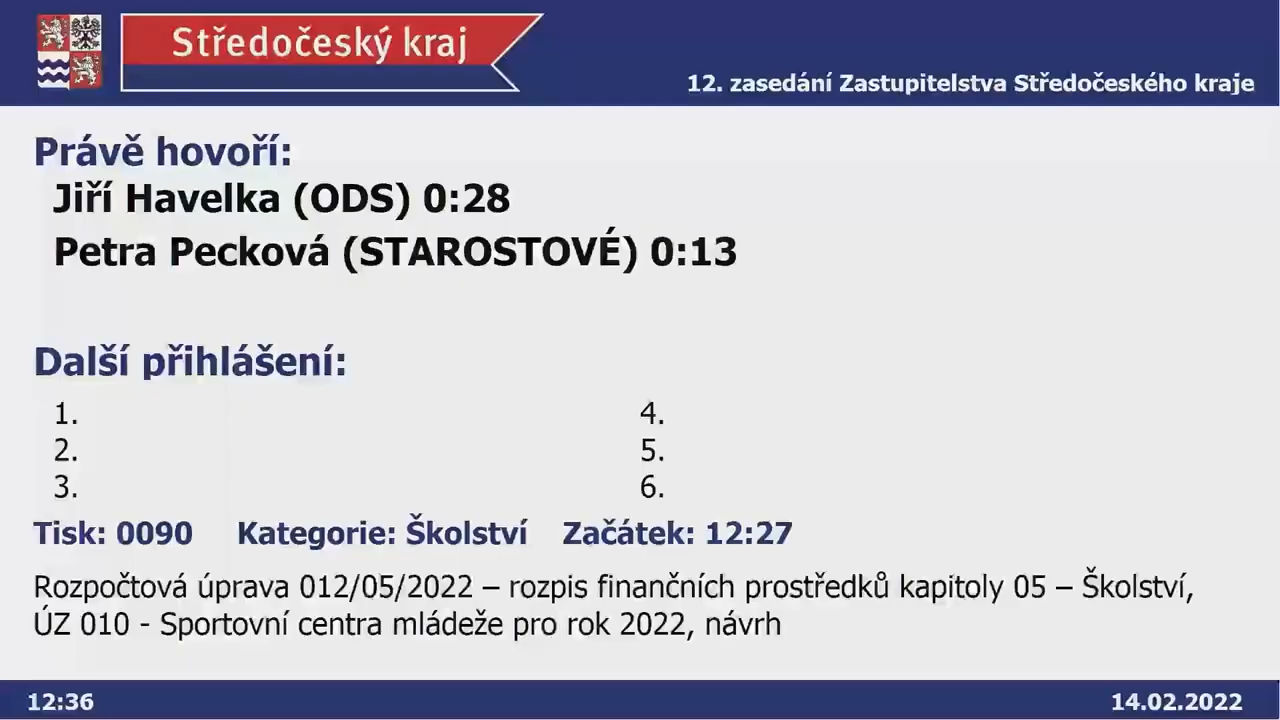 Středočeský kraj
12. zasedání Zastupitelstva Středočeského kraje
Právě hovoří:
Jiří Havelka (ODS) 0:28
Petra Pecková (STAROSTOVÉ) 0:13
Další přihlášení:
1.
2.
3.
4.
5.
6.
Tisk: 0090 Kategorie: Školství Začátek: 12:27
Rozpočtová úprava 012/05/2022 – rozpis finančních prostředků kapitoly 05 – Školství,
ÚZ 010 - Sportovní centra mládeže pro rok 2022, návrh
12:36
14.02.2022